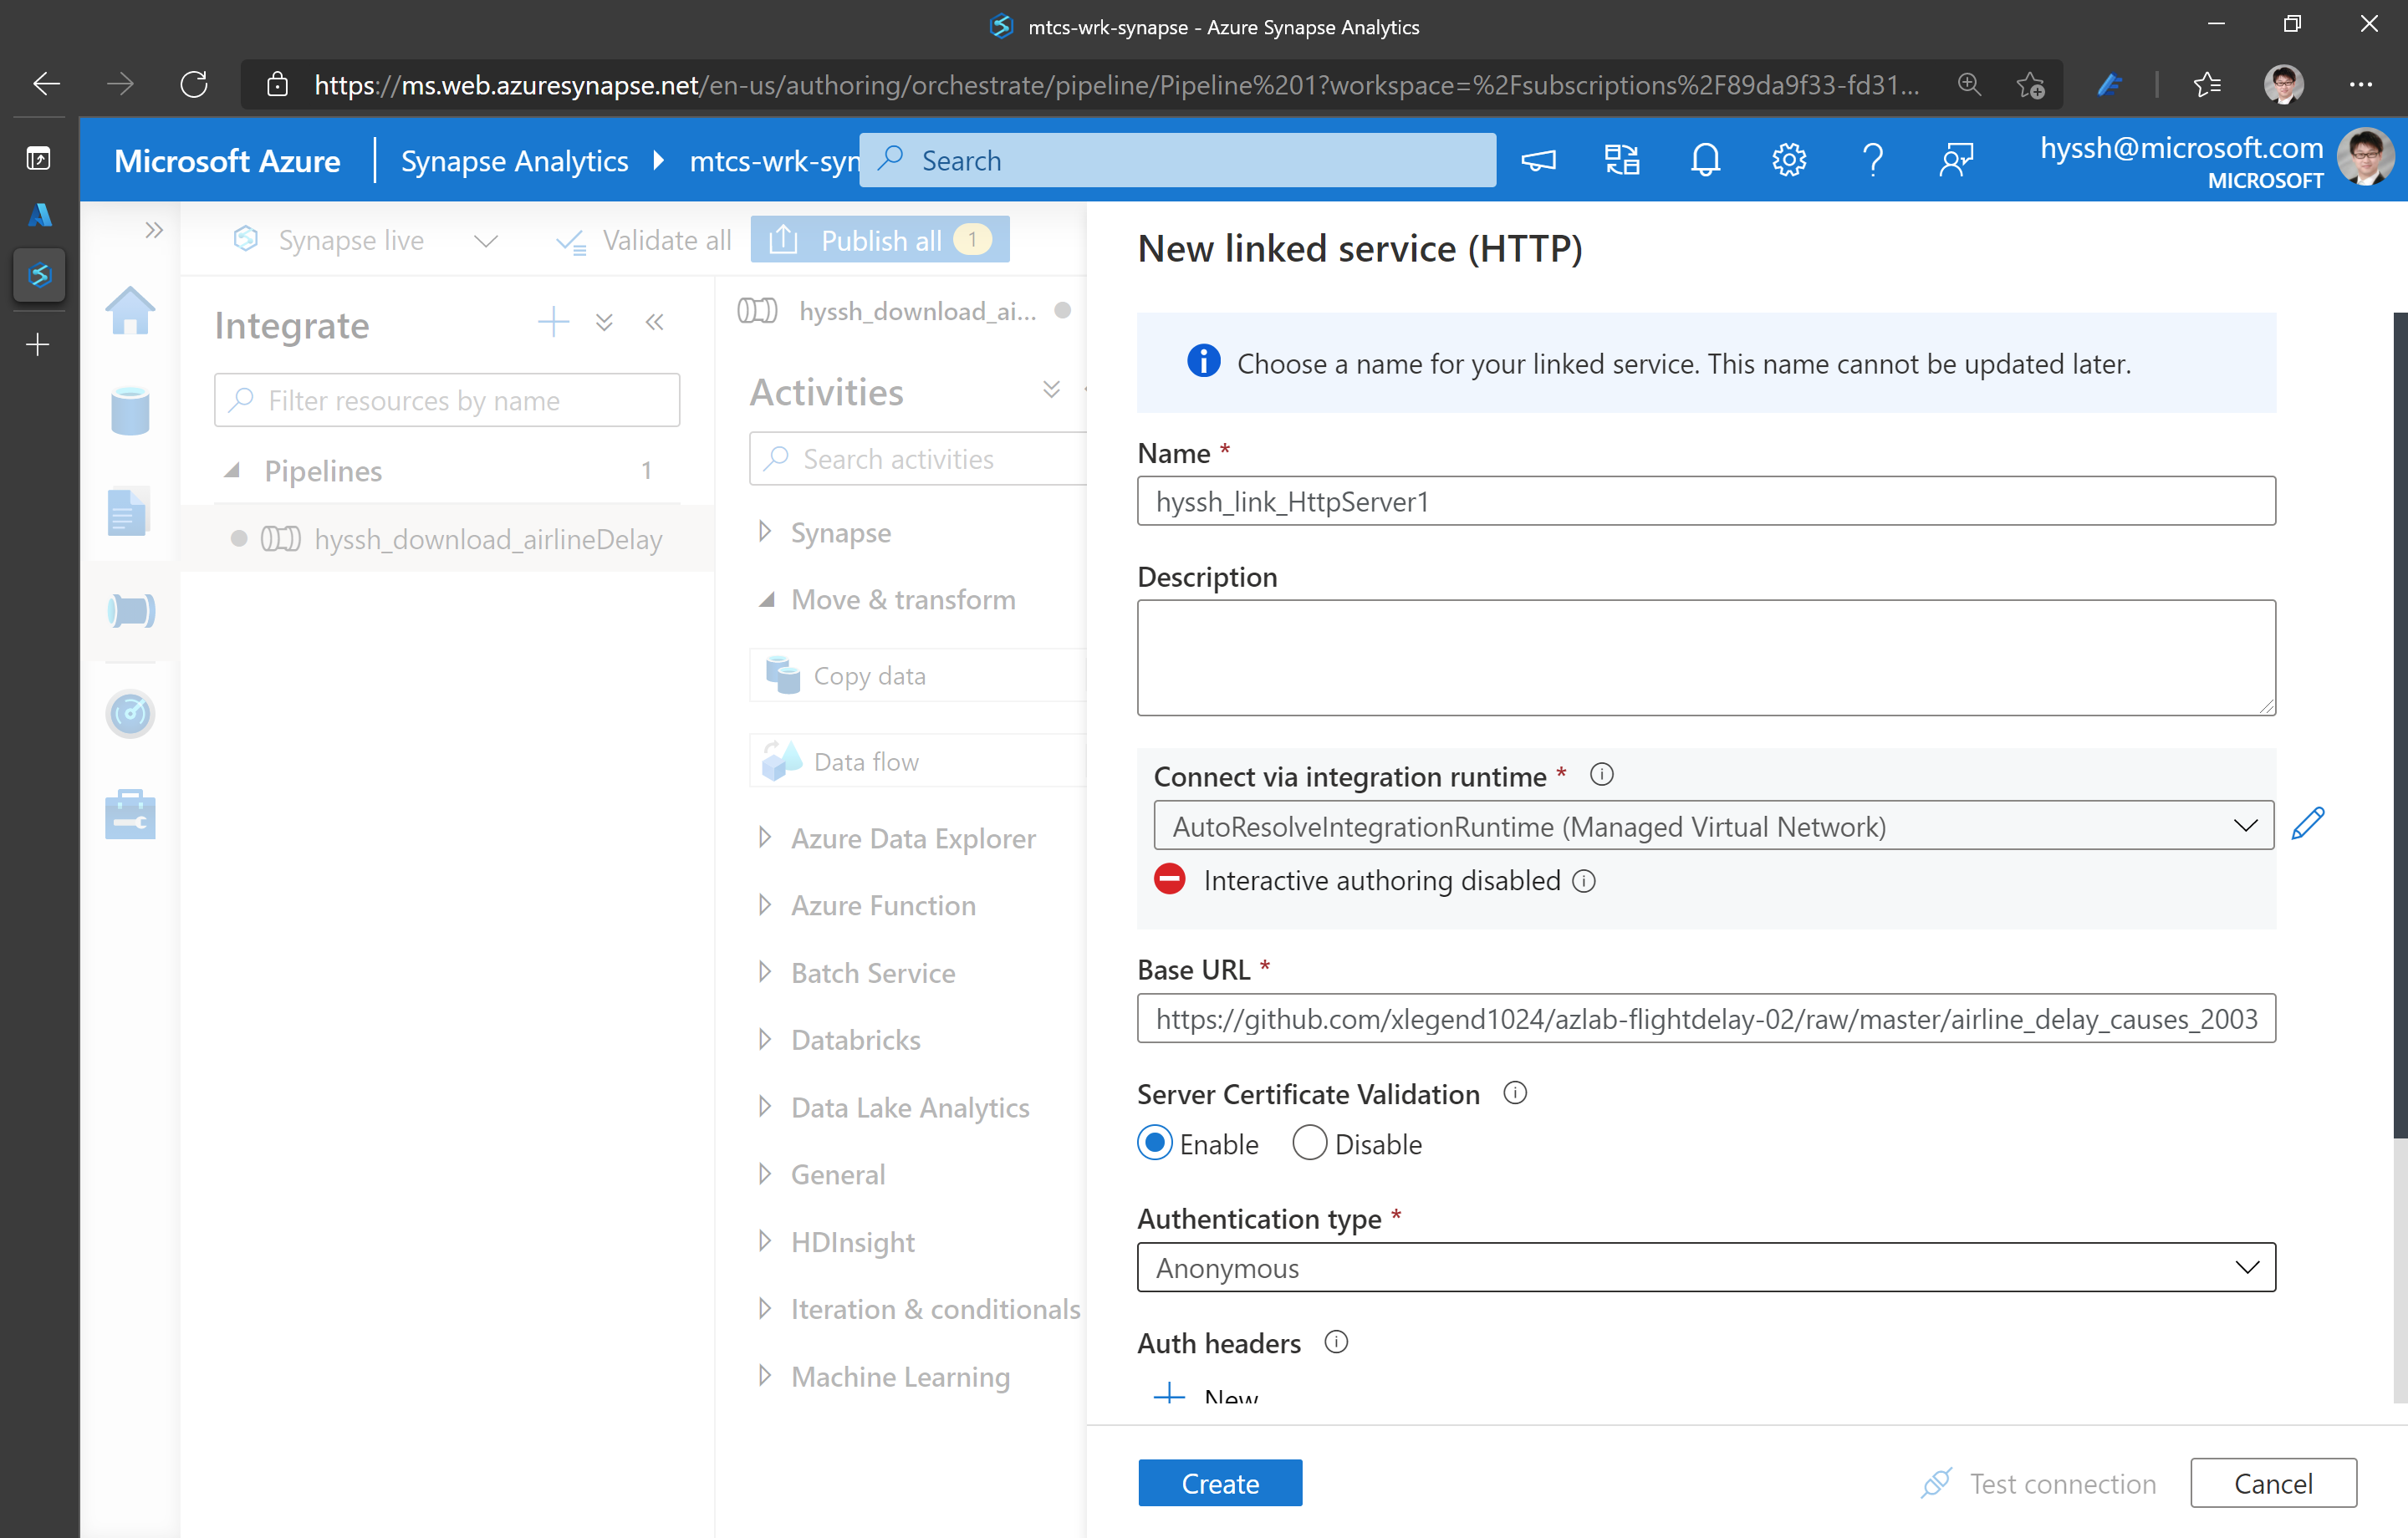 mtcs-wrk-synapse - Azure Synapse Analytics
https://ms.web.azuresynapse.net/en-us/authoring/orchestrate/pipeline/Pipeline%201?workspace=%2Fsubscriptions%2F89da9f33-fd31...
Microsoft Azure
Synapse Analytics
mtcs-wrk-syn
Search
hyssh@microsoft.com
MICROSOFT
Synapse live
Validate all
Publish all 1
Integrate
Filter resources by name
Pipelines 1
hyssh_download_airlineDelay
hyssh_download_ai...
Activities
Search activities
Synapse
Move & transform
Copy data
Data flow
Azure Data Explorer
Azure Function
Batch Service
Databricks
Data Lake Analytics
General
HDInsight
Iteration & conditionals
Machine Learning
New linked service (HTTP)
Choose a name for your linked service. This name cannot be updated later.
Name *
hyssh_link_HttpServer1
Description
Connect via integration runtime *
AutoResolveIntegrationRuntime (Managed Virtual Network)
Interactive authoring disabled
Base URL *
https://github.com/xlegend1024/azlab-flightdelay-02/raw/master/airline_delay_causes_2003
Server Certificate Validation
Enable
Disable
Authentication type *
Anonymous
Auth headers
New
Create
Test connection
Cancel